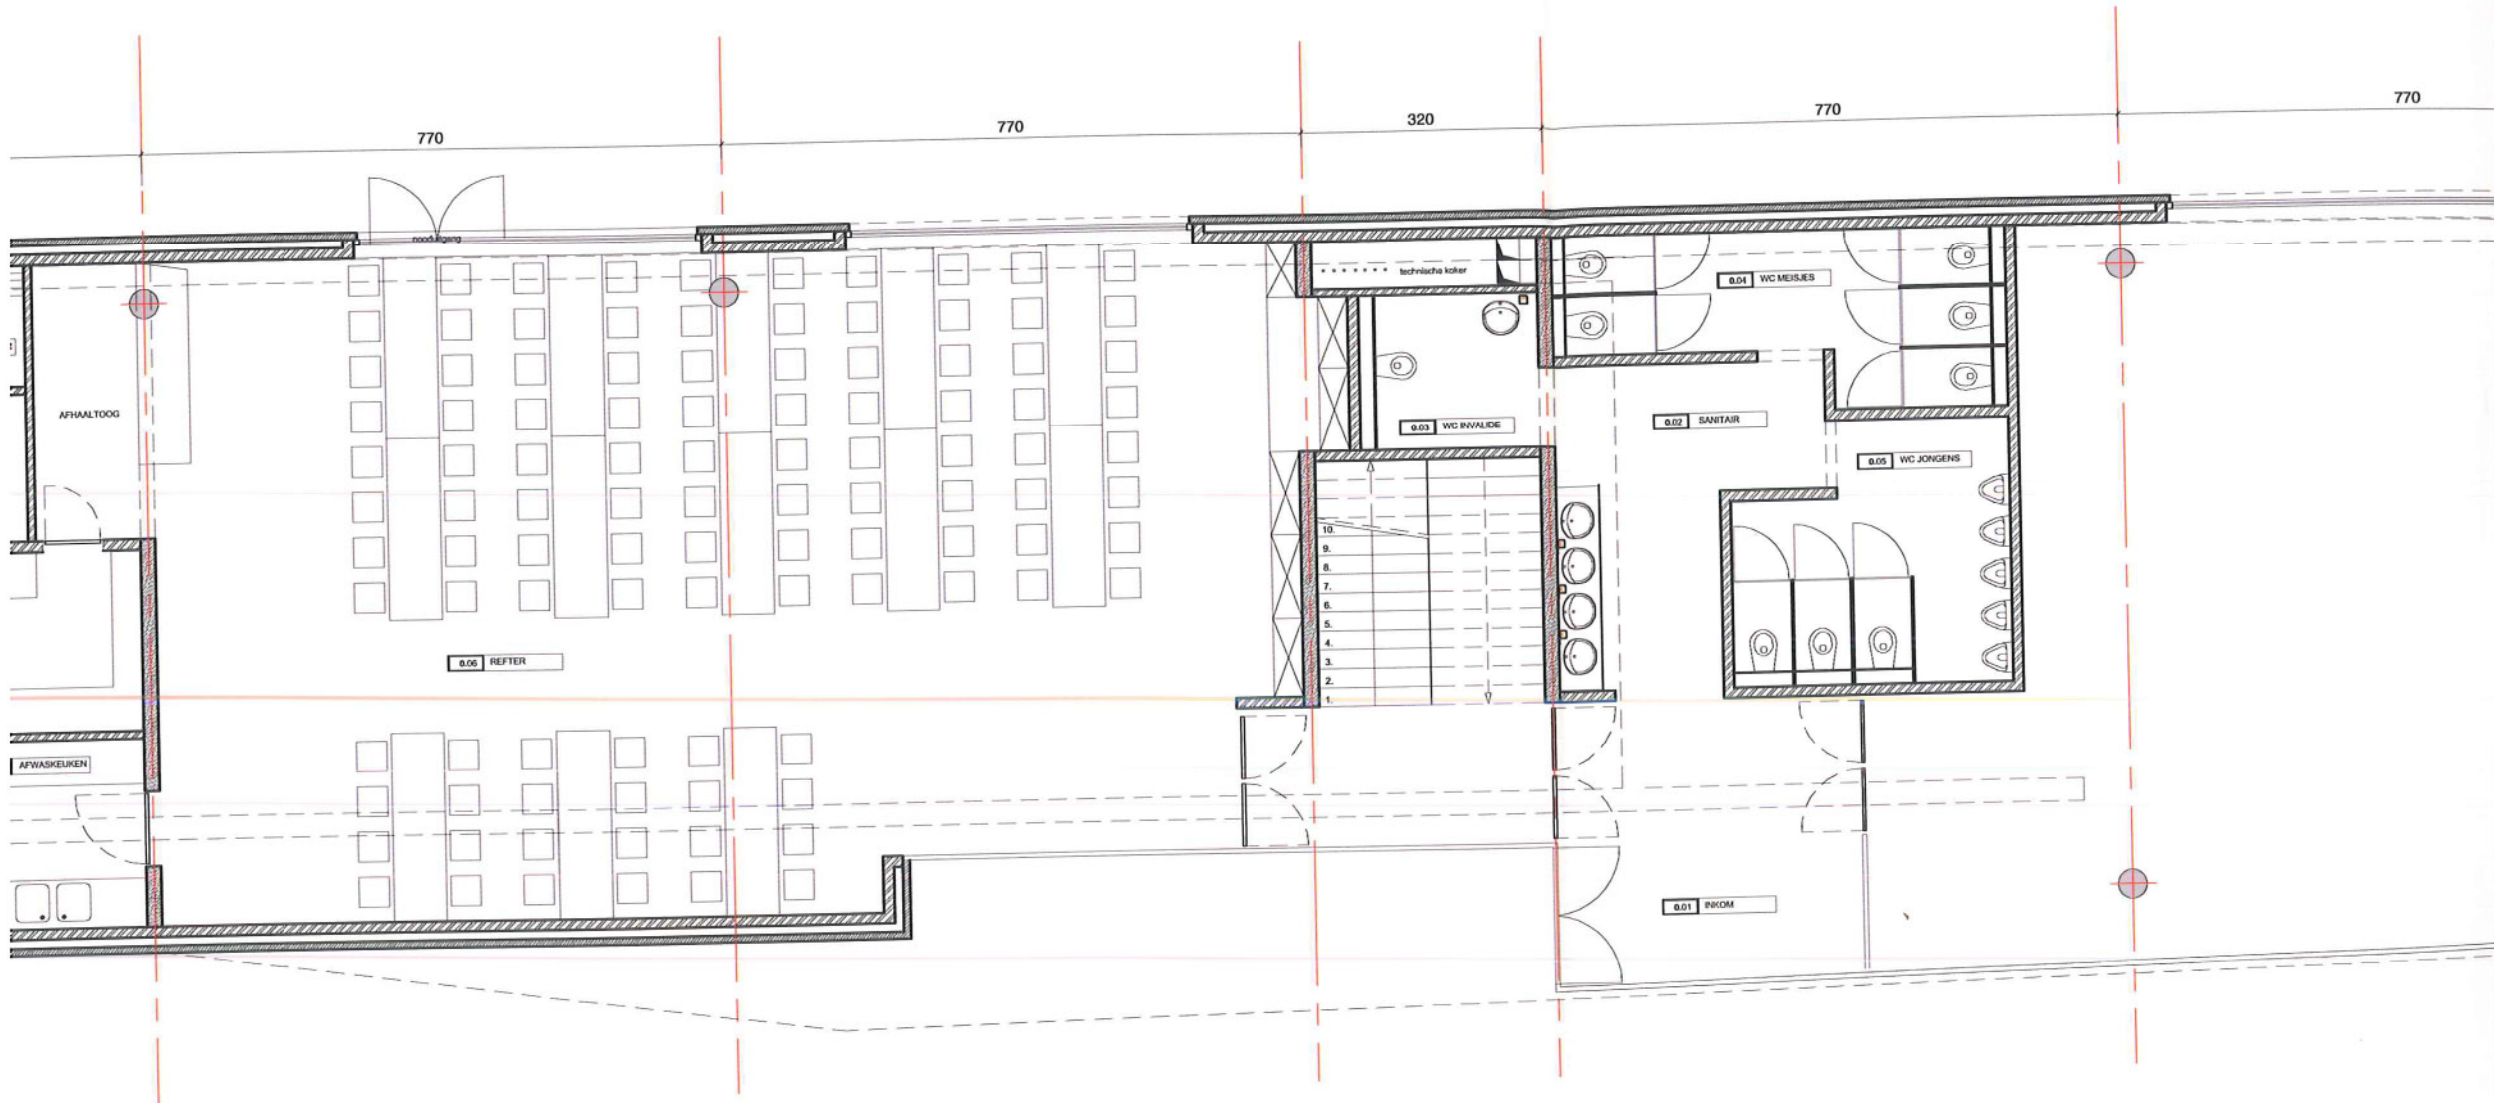 770
770
320
770
770
nooduitgang
technische koker
0.04 WC MEISJES
AFHAALTOOG
0.03 WC INVALIDE
0.02 SANITAIR
0.05 WC JONGENS
10.
9.
8.
7.
6.
5.
4.
3.
2.
1.
0.06 REFTER
AFWASKEUKEN
0.01 INKOM